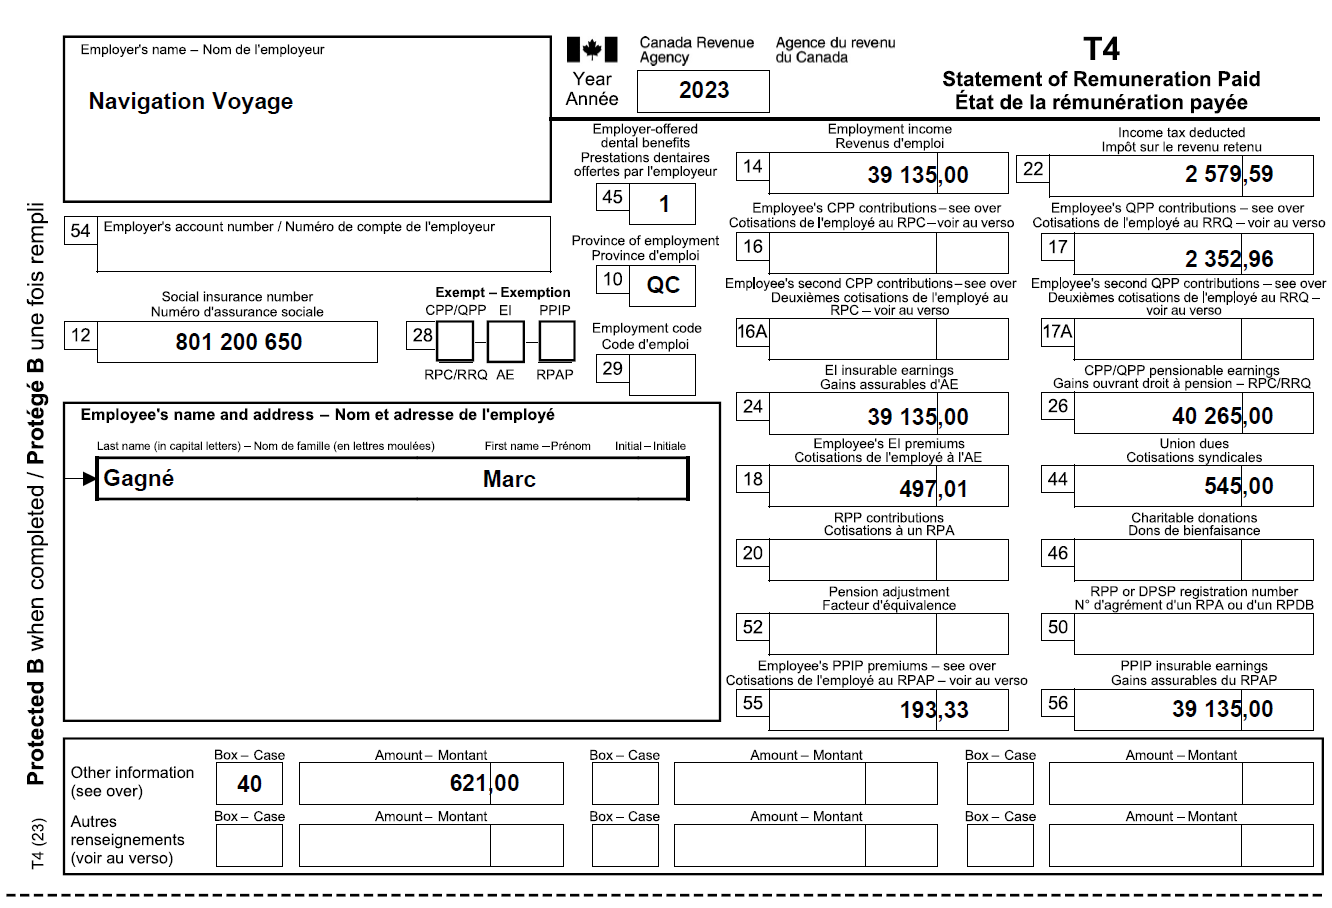 Employer's name – Nom de l'employeur
Navigation Voyage
Canada Revenue Agency
Agence du revenu du Canada
Year
Année
2023
T4
Statement of Remuneration Paid
État de la rémunération payée
Employer-offered
dental benefits
Prestations dentaires
offertes par l'employeur
45 1
Employment income
Revenus d'emploi
14 39 135,00
Income tax deducted
Impôt sur le revenu retenu
22 2 579,59
54 Employer's account number / Numéro de compte de l'employeur
Province of employment
Province d'emploi
10 QC
Employee's CPP contributions – see over
Cotisations de l'employé au RPC – voir au verso
16
Employee's QPP contributions – see over
Cotisations de l'employé au RRQ – voir au verso
17 2 352,96
Social insurance number
Numéro d'assurance sociale
12 801 200 650
Exempt – Exemption
CPP/QPP EI PPIP
28
RPC/RRQ AE RPAP
Employment code
Code d'emploi
29
Employee's second CPP contributions – see over
Deuxièmes cotisations de l'employé au
RPC – voir au verso
16A
Employee's second QPP contributions – see over
Deuxièmes cotisations de l'employé au RRQ –
voir au verso
17A
EI insurable earnings
Gains assurables d'AE
24 39 135,00
CPP/QPP pensionable earnings
Gains ouvrant droit à pension – RPC/RRQ
26 40 265,00
Employee's name and address – Nom et adresse de l'employé
Last name (in capital letters) – Nom de famille (en lettres moulées) First name – Prénom Initial – Initiale
Gagné Marc
Employee's EI premiums
Cotisations de l'employé à l'AE
18 497,01
Union dues
Cotisations syndicales
44 545,00
RPP contributions
Cotisations à un RPA
20
Charitable donations
Dons de bienfaisance
46
Pension adjustment
Facteur d'équivalence
52
RPP or DPSP registration number
N° d'agrément d'un RPA ou d'un RPDB
50
Employee's PPIP premiums – see over
Cotisations de l'employé au RPAP – voir au verso
55 193,33
PPIP insurable earnings
Gains assurables du RPAP
56 39 135,00
Other information
(see over)
Box – Case Amount – Montant Box – Case Amount – Montant Box – Case Amount – Montant
40 621,00
Autres
renseignements
(voir au verso)
Box – Case Amount – Montant Box – Case Amount – Montant Box – Case Amount – Montant
T4 (23)
Protected B when completed / Protégé B une fois rempli